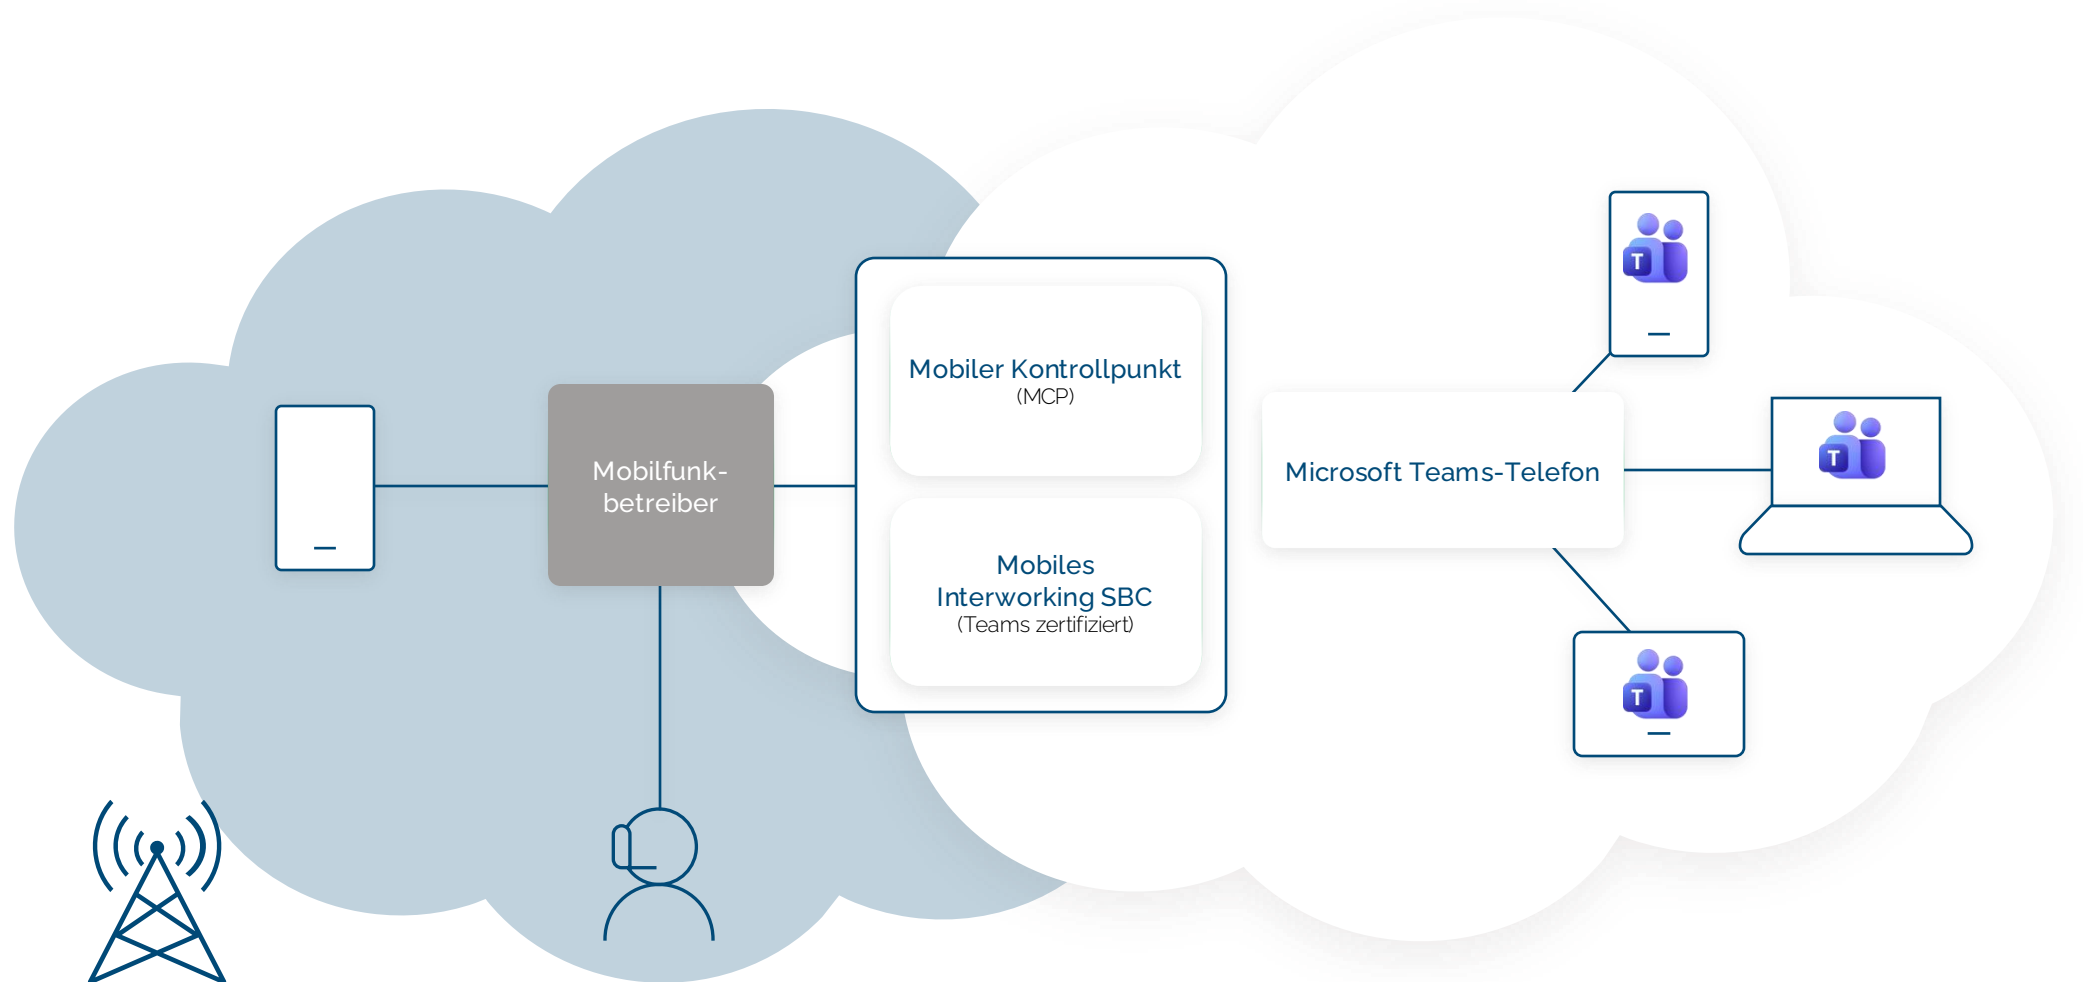 Mobilfunk-
betreiber
Mobiler Kontrollpunkt
(MCP)
Mobiles
Interworking SBC
(Teams zertifiziert)
Microsoft Teams-Telefon
T
T
T